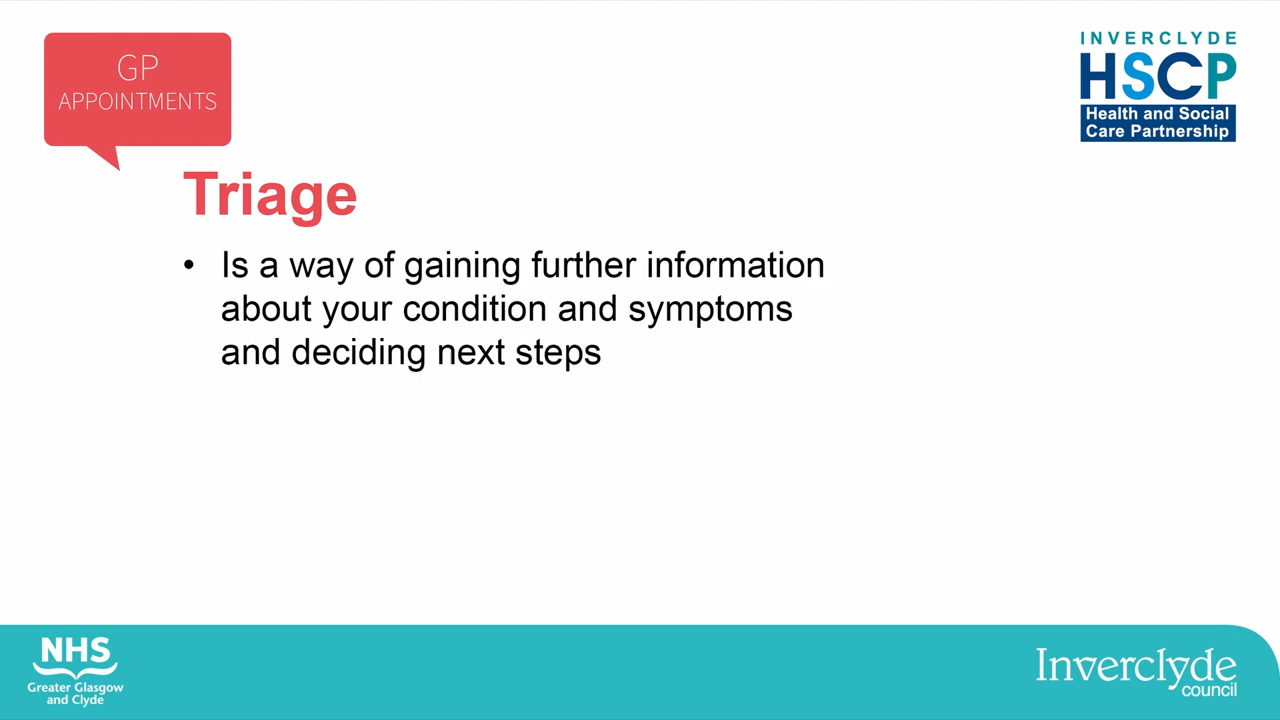 GP
APPOINTMENTS
INVERCLYDE
HSCP
Health and Social
Care Partnership
Triage
• Is a way of gaining further information
about your condition and symptoms
and deciding next steps
NHS
Greater Glasgow
and Clyde
Inverclyde
council